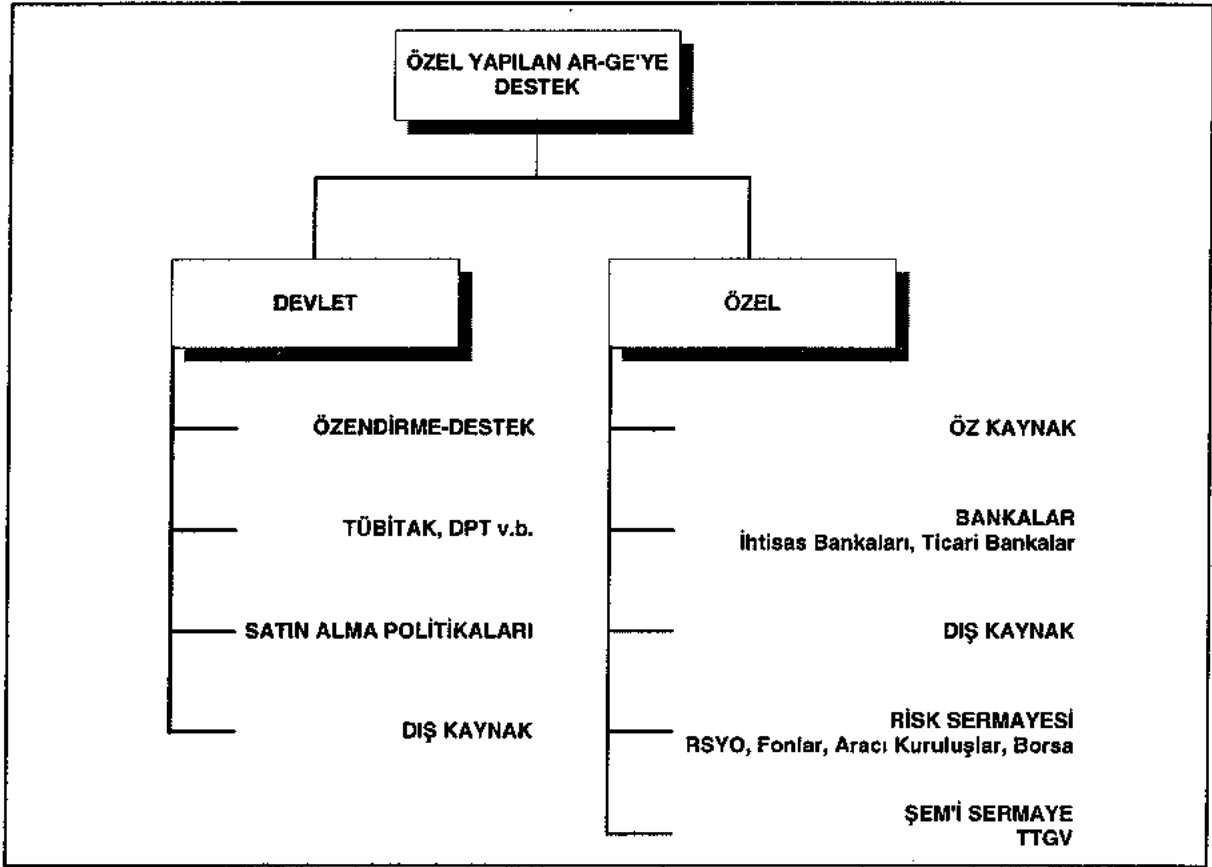 ÖZEL YAPILAN AR-GE'YE
DESTEK
DEVLET
ÖZENDİRME-DESTEK
TÜBİTAK, DPT v.b.
SATIN ALMA POLİTİKALARI
DIŞ KAYNAK
ÖZEL
ÖZ KAYNAK
BANKALAR
İhtisas Bankaları, Ticari Bankalar
DIŞ KAYNAK
RİSK SERMAYESİ
RSYO, Fonlar, Aracı Kuruluşlar, Borsa
ŞEM'İ SERMAYE
TTGV